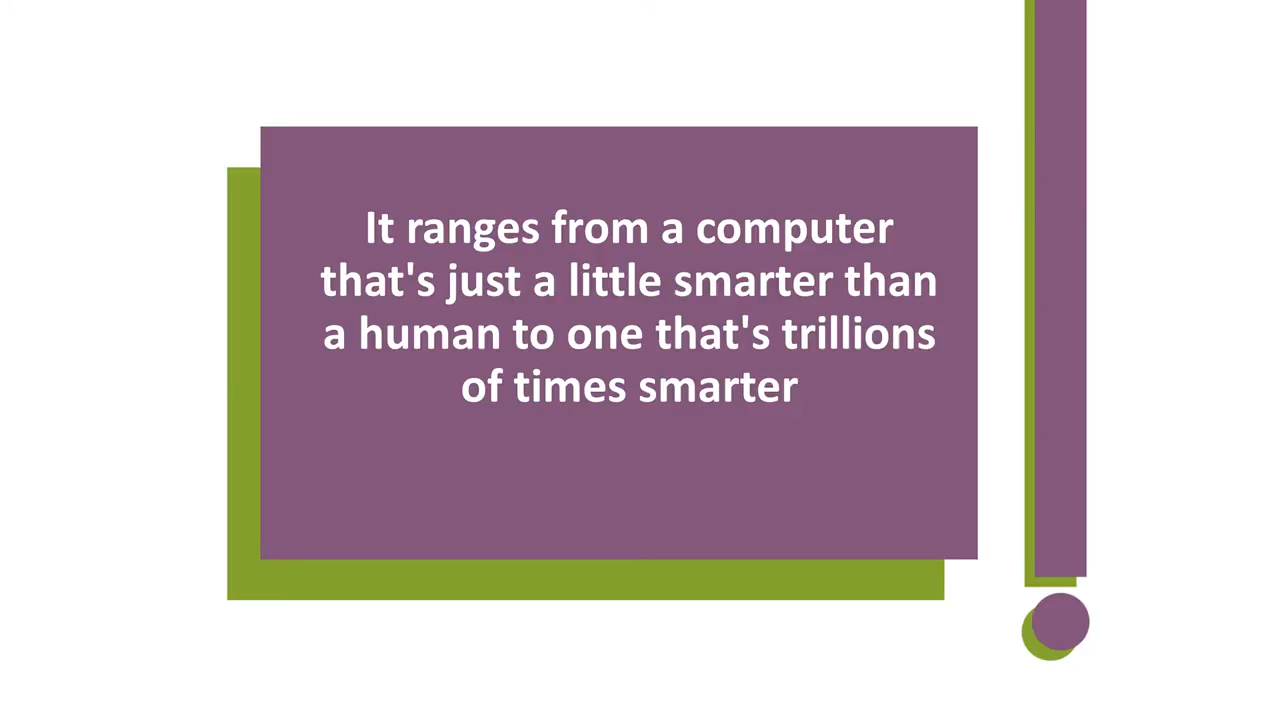 It ranges from a computer
that's just a little smarter than
a human to one that's trillions
of times smarter